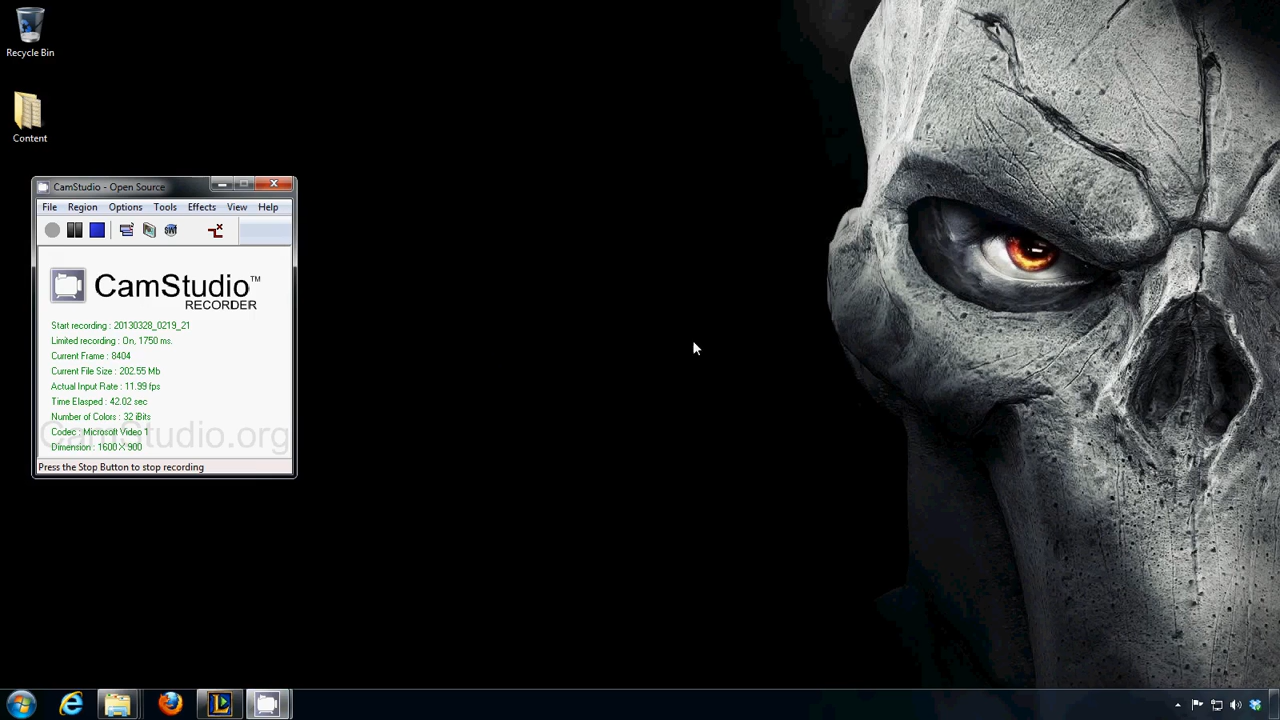 Recycle Bin
Content
CamStudio - Open Source
File Region Options Tools Effects View Help
CamStudio™
RECORDER
Start recording : 20130328_0219_21
Limited recording : On, 1750 ms.
Current Frame : 8404
Current File Size : 202.55 Mb
Actual Input Rate : 11.99 fps
Time Elasped : 42.02 sec
Number of Colors : 32 iBits
Codec : Microsoft Video 1
CamStudio.org
Dimension : 1600 X 900
Press the Stop Button to stop recording